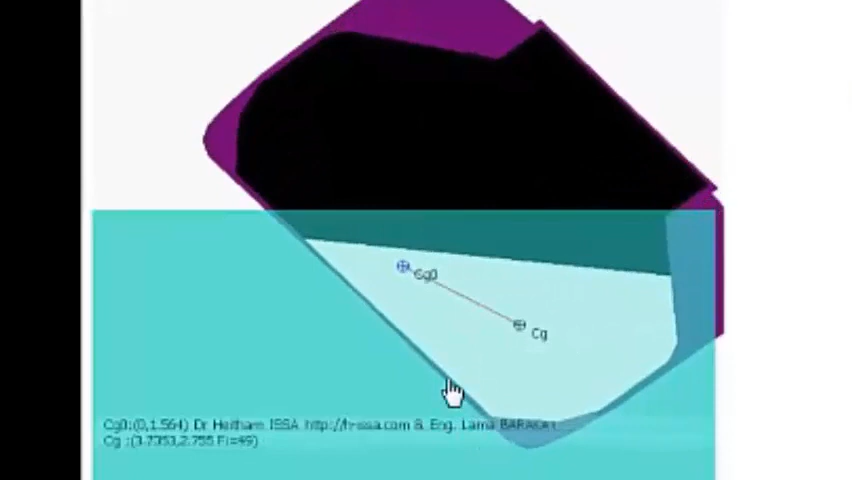 Cg0
Cg
Cg0:(0,1.564) Dr Heitham ISSA http://h-issa.com & Eng. Lama BARAKAT
Cg :(3.7353,2.755 Fi=49)